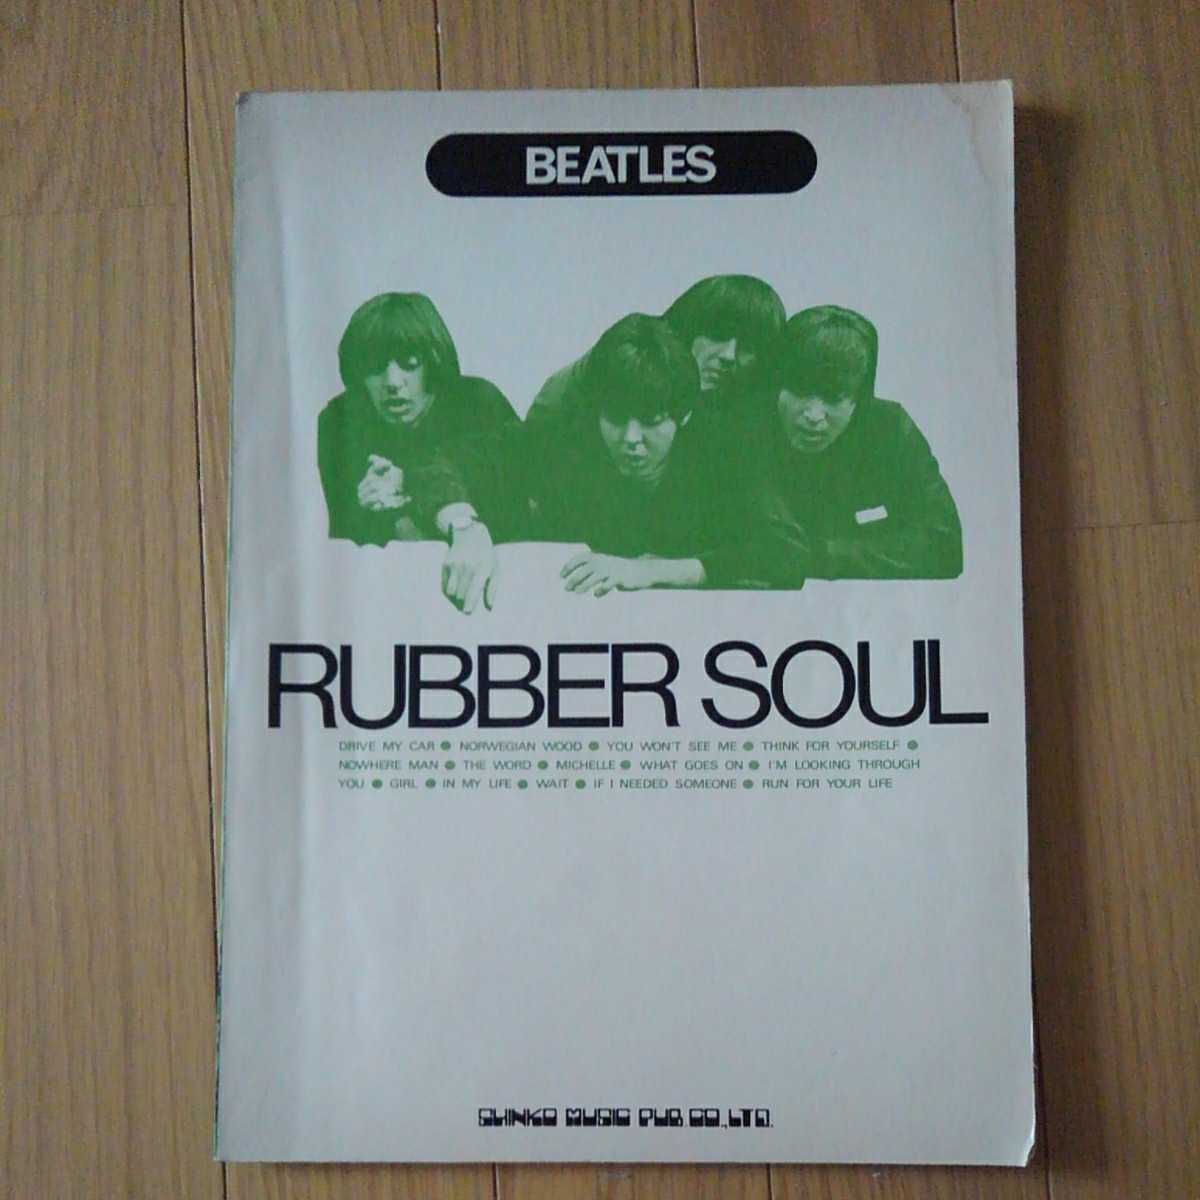 BEATLES
RUBBER SOUL
DRIVE MY CAR ● NORWEGIAN WOOD ● YOU WON'T SEE ME ● THINK FOR YOURSELF ●
NOWHERE MAN ● THE WORD ● MICHELLE ● WHAT GOES ON ● I'M LOOKING THROUGH
YOU ● GIRL ● IN MY LIFE ● WAIT ● IF I NEEDED SOMEONE ● RUN FOR YOUR LIFE
SHINKO MUSIC PUB. CO., LTD.